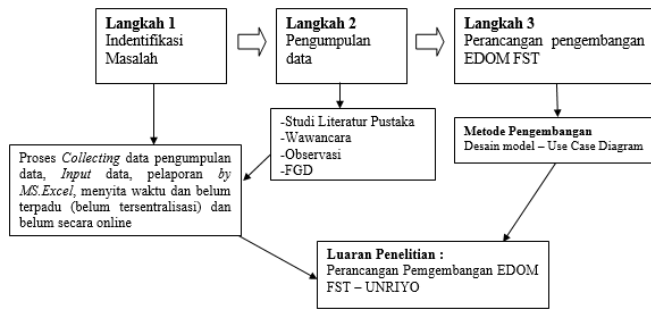 Langkah 1
Indentifikasi
Masalah
Langkah 2
Pengumpulan
data
Langkah 3
Perancangan pengembangan
EDOM FST
-Studi Literatur Pustaka
-Wawancara
-Observasi
-FGD
Metode Pengembangan
Desain model – Use Case Diagram
Proses Collecting data pengumpulan
data, Input data, pelaporan by
MS.Excel, menyita waktu dan belum
terpadu (belum tersentralisasi) dan
belum secara online
Luaran Penelitian :
Perancangan Pemgembangan EDOM
FST – UNRIYO